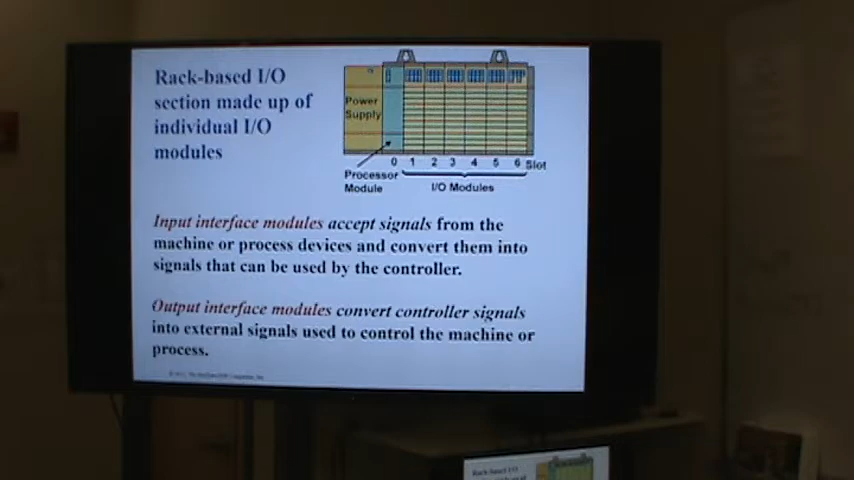 Rack-based I/O
section made up of
individual I/O
modules
Power
Supply
0 1 2 3 4 5 6 Slot
Processor
Module
I/O Modules
Input interface modules accept signals from the
machine or process devices and convert them into
signals that can be used by the controller.
Output interface modules convert controller signals
into external signals used to control the machine or
process.
Rack-based I/O